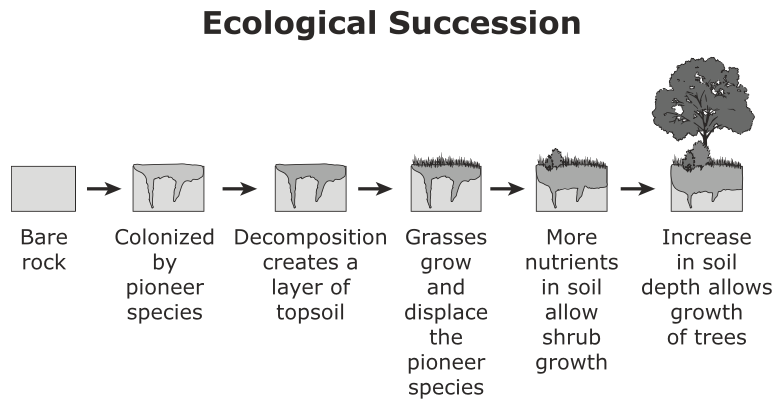 Ecological Succession
Bare
rock
Colonized
by
pioneer
species
Decomposition
creates a
layer of
topsoil
Grasses
grow
and
displace
the
pioneer
species
More
nutrients
in soil
allow
shrub
growth
Increase
in soil
depth allows
growth
of trees